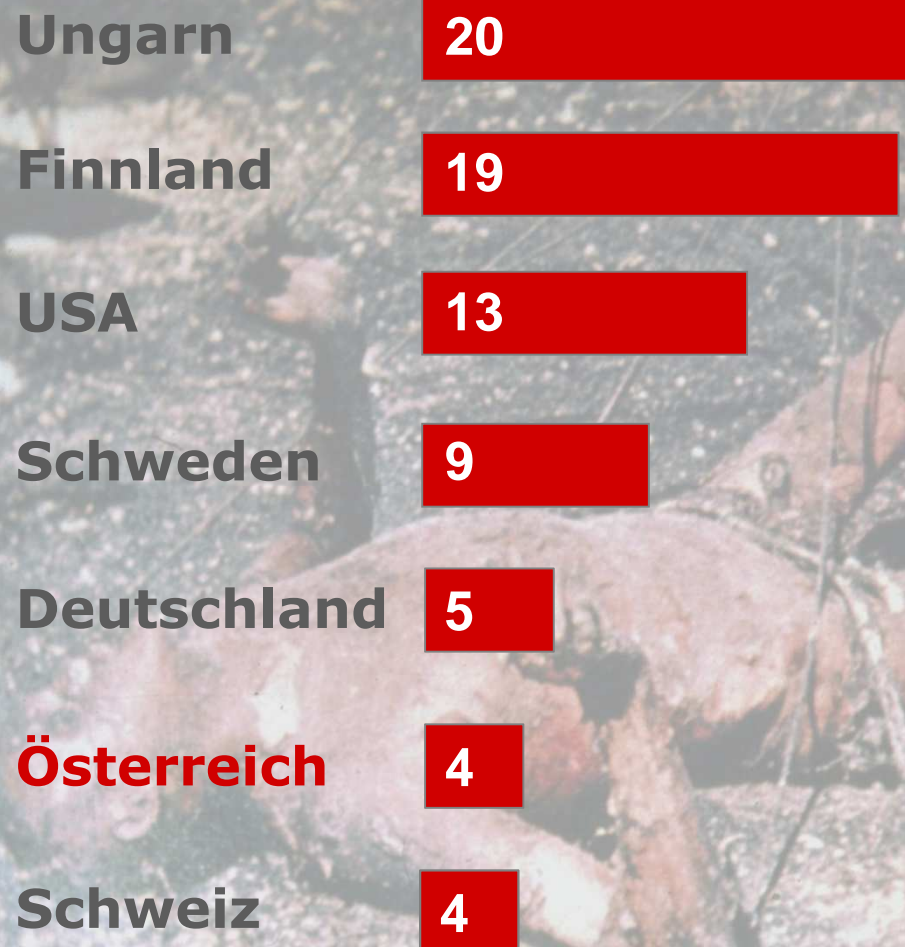 Ungarn 20
Finnland 19
USA 13
Schweden 9
Deutschland 5
Österreich 4
Schweiz 4